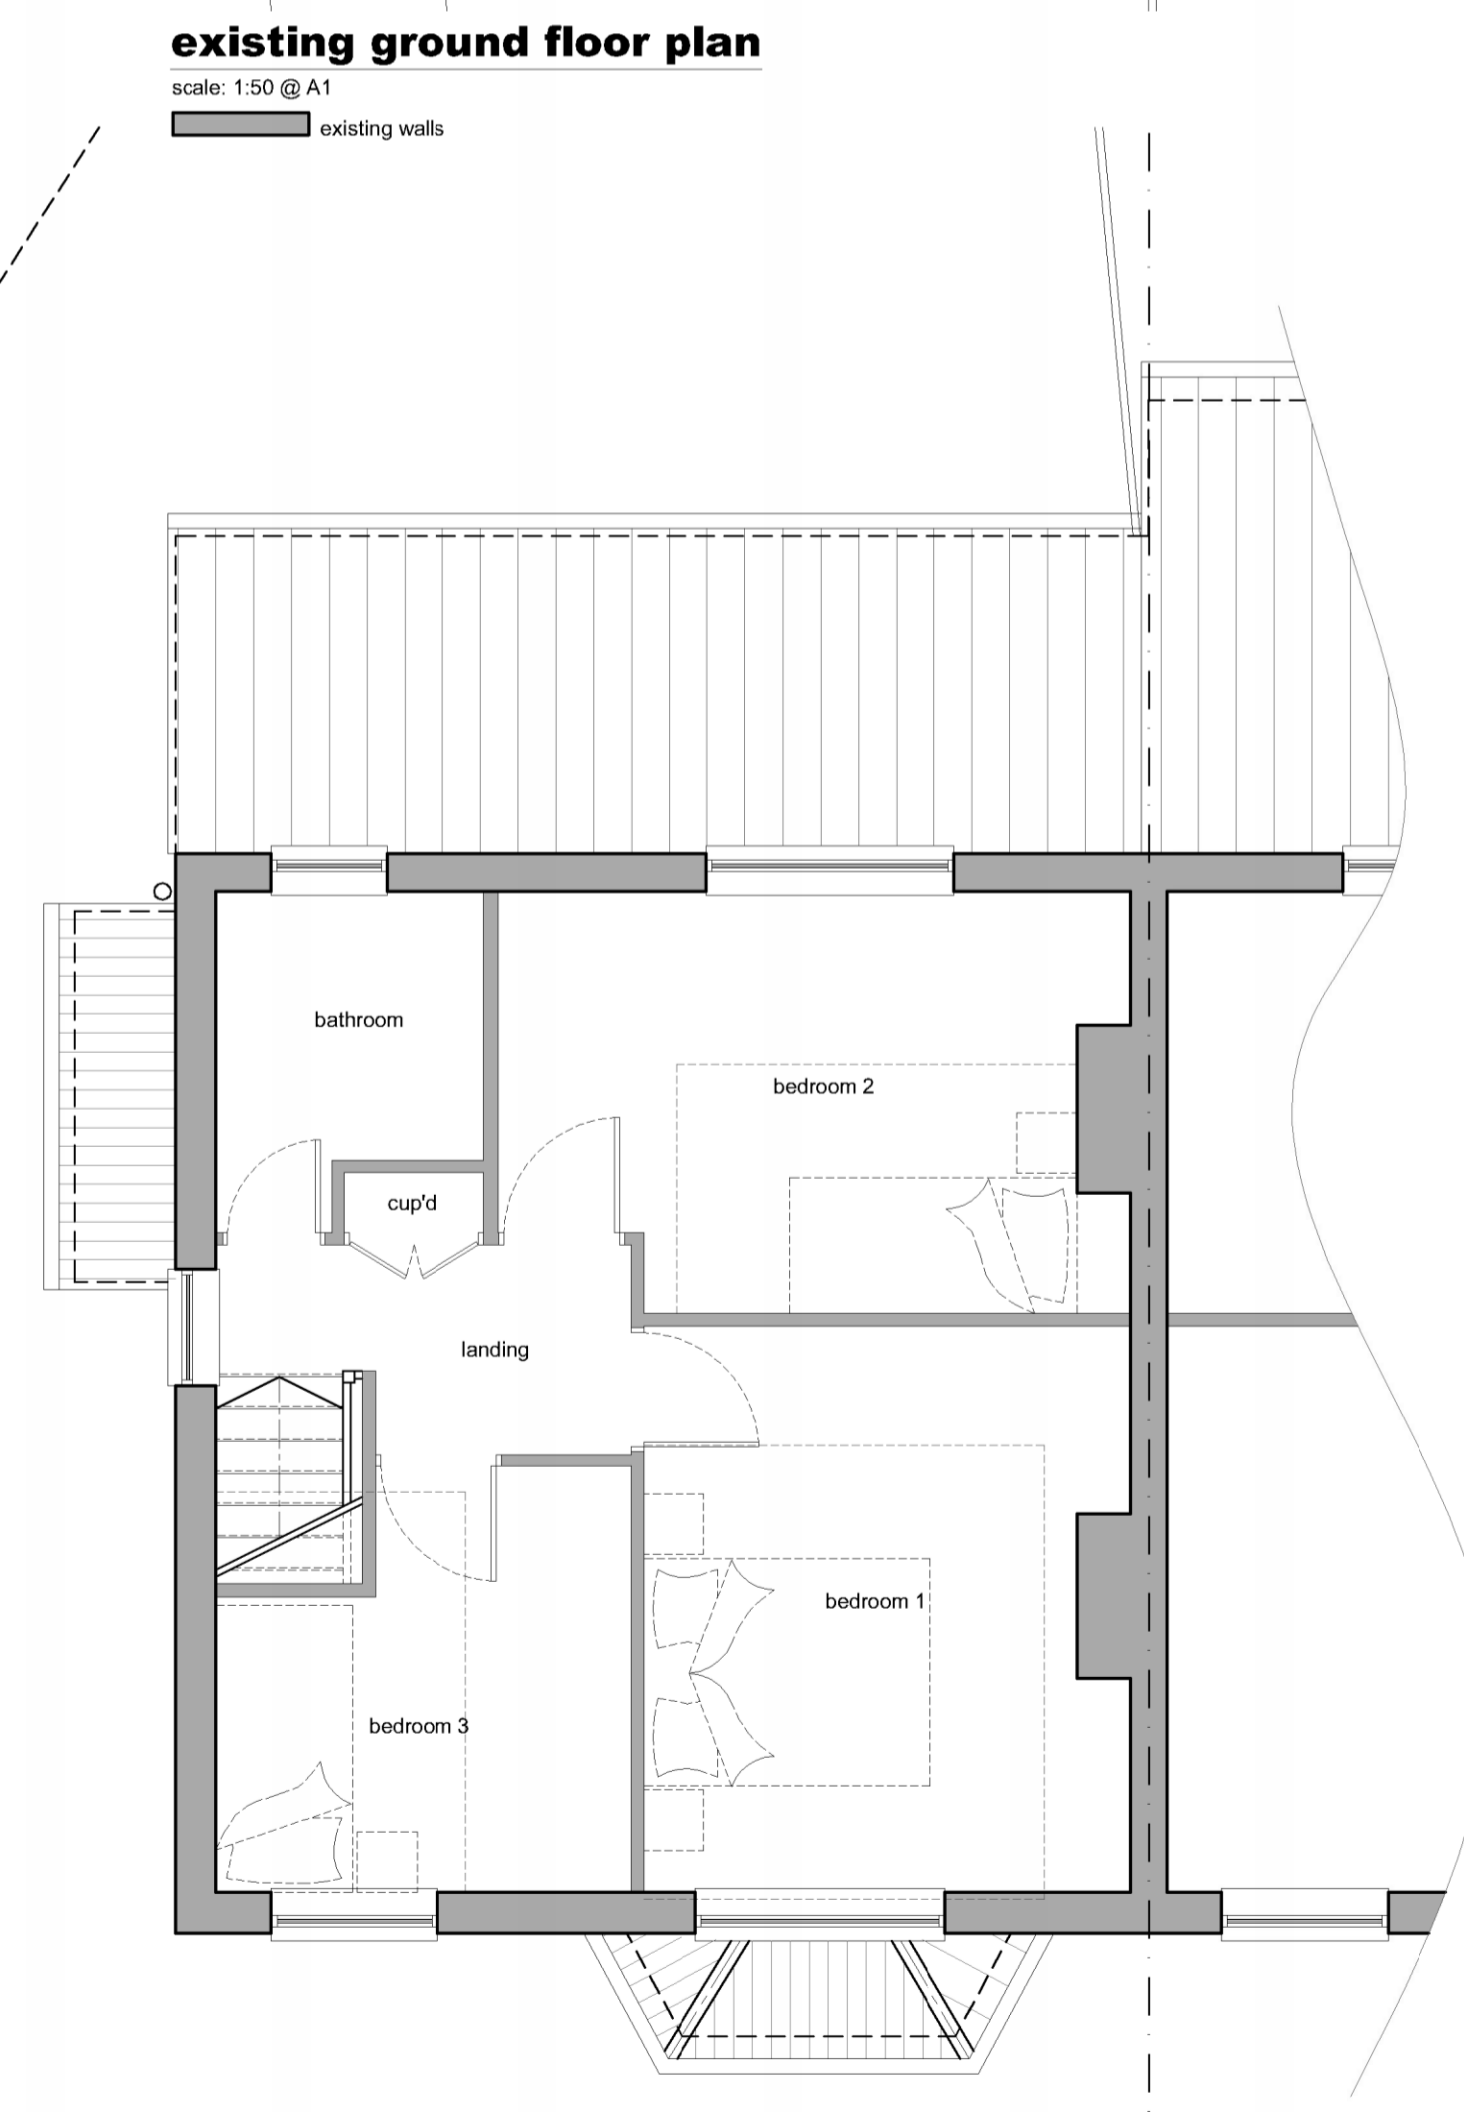 existing ground floor plan
scale: 1:50 @ A1
existing walls
bathroom
bedroom 2
cup'd
landing
bedroom 1
bedroom 3